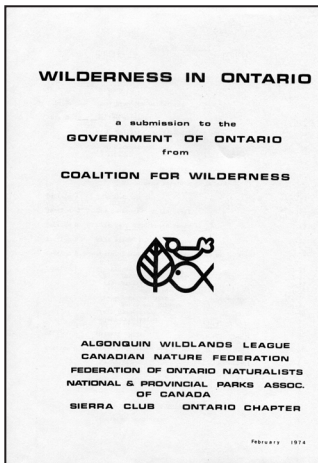 WILDERNESS IN ONTARIO
a submission to the
GOVERNMENT OF ONTARIO
from
COALITION FOR WILDERNESS
ALGONQUIN WILDLANDS LEAGUE
CANADIAN NATURE FEDERATION
FEDERATION OF ONTARIO NATURALISTS
NATIONAL & PROVINCIAL PARKS ASSOC.
OF CANADA
SIERRA CLUB ONTARIO CHAPTER
February 1974